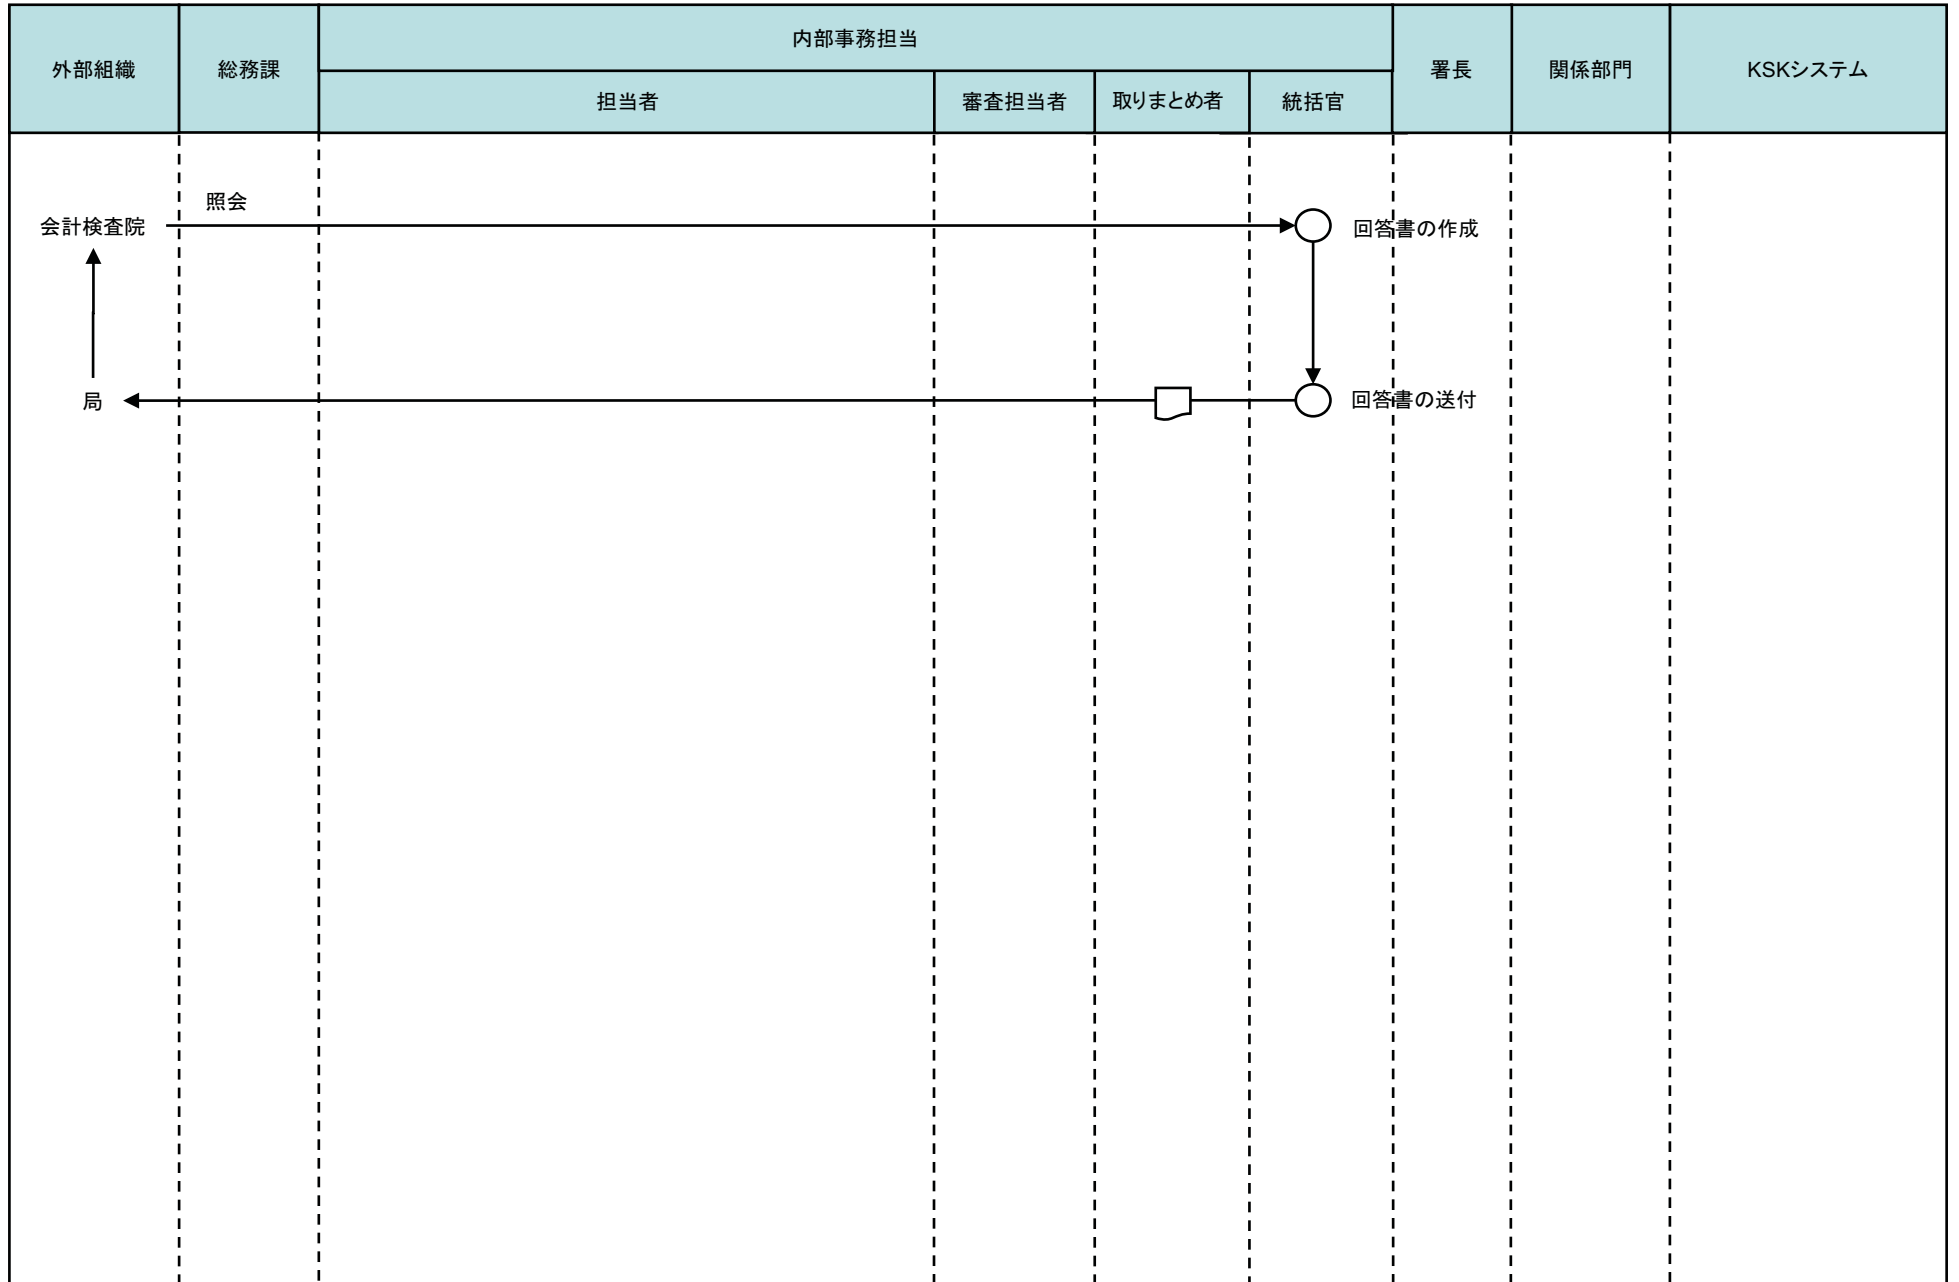 外部組織
総務課
内部事務担当
担当者
審査担当者
取りまとめ者
統括官
署長
関係部門
KSKシステム
照会
会計検査院
回答書の作成
局
回答書の送付